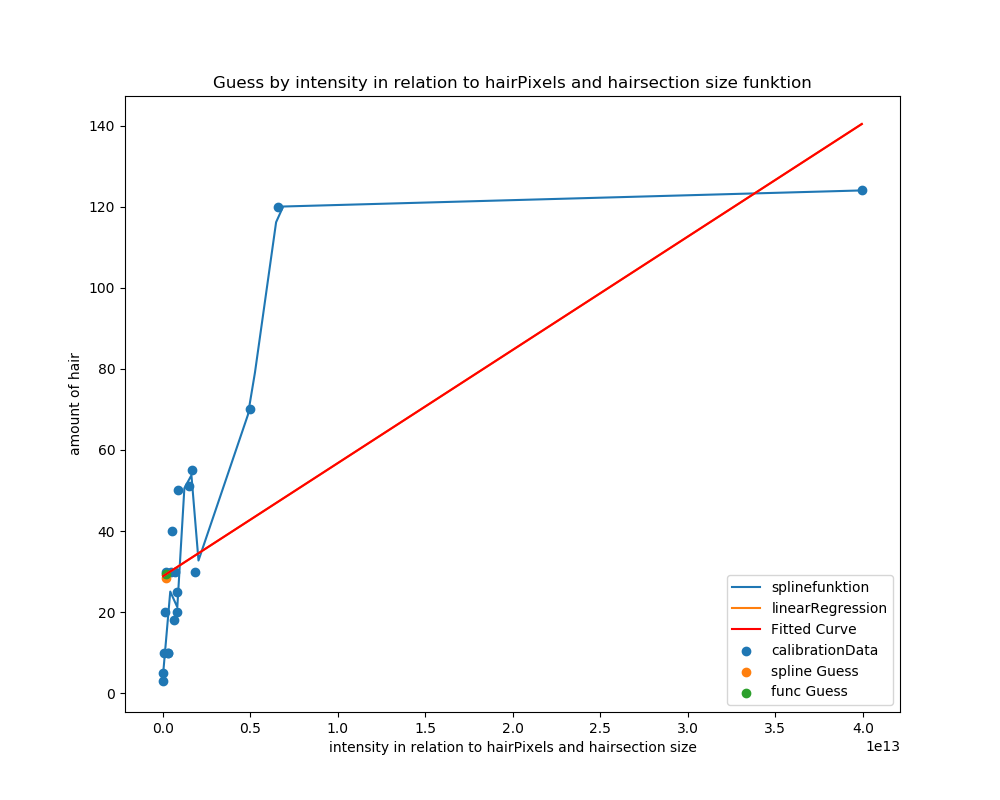 Guess by intensity in relation to hairPixels and hairsection size funktion
140
120
100
80
60
40
20
0
amount of hair
0.0 0.5 1.0 1.5 2.0 2.5 3.0 3.5 4.0
1e13
intensity in relation to hairPixels and hairsection size
splinefunktion
linearRegression
Fitted Curve
calibrationData
spline Guess
func Guess